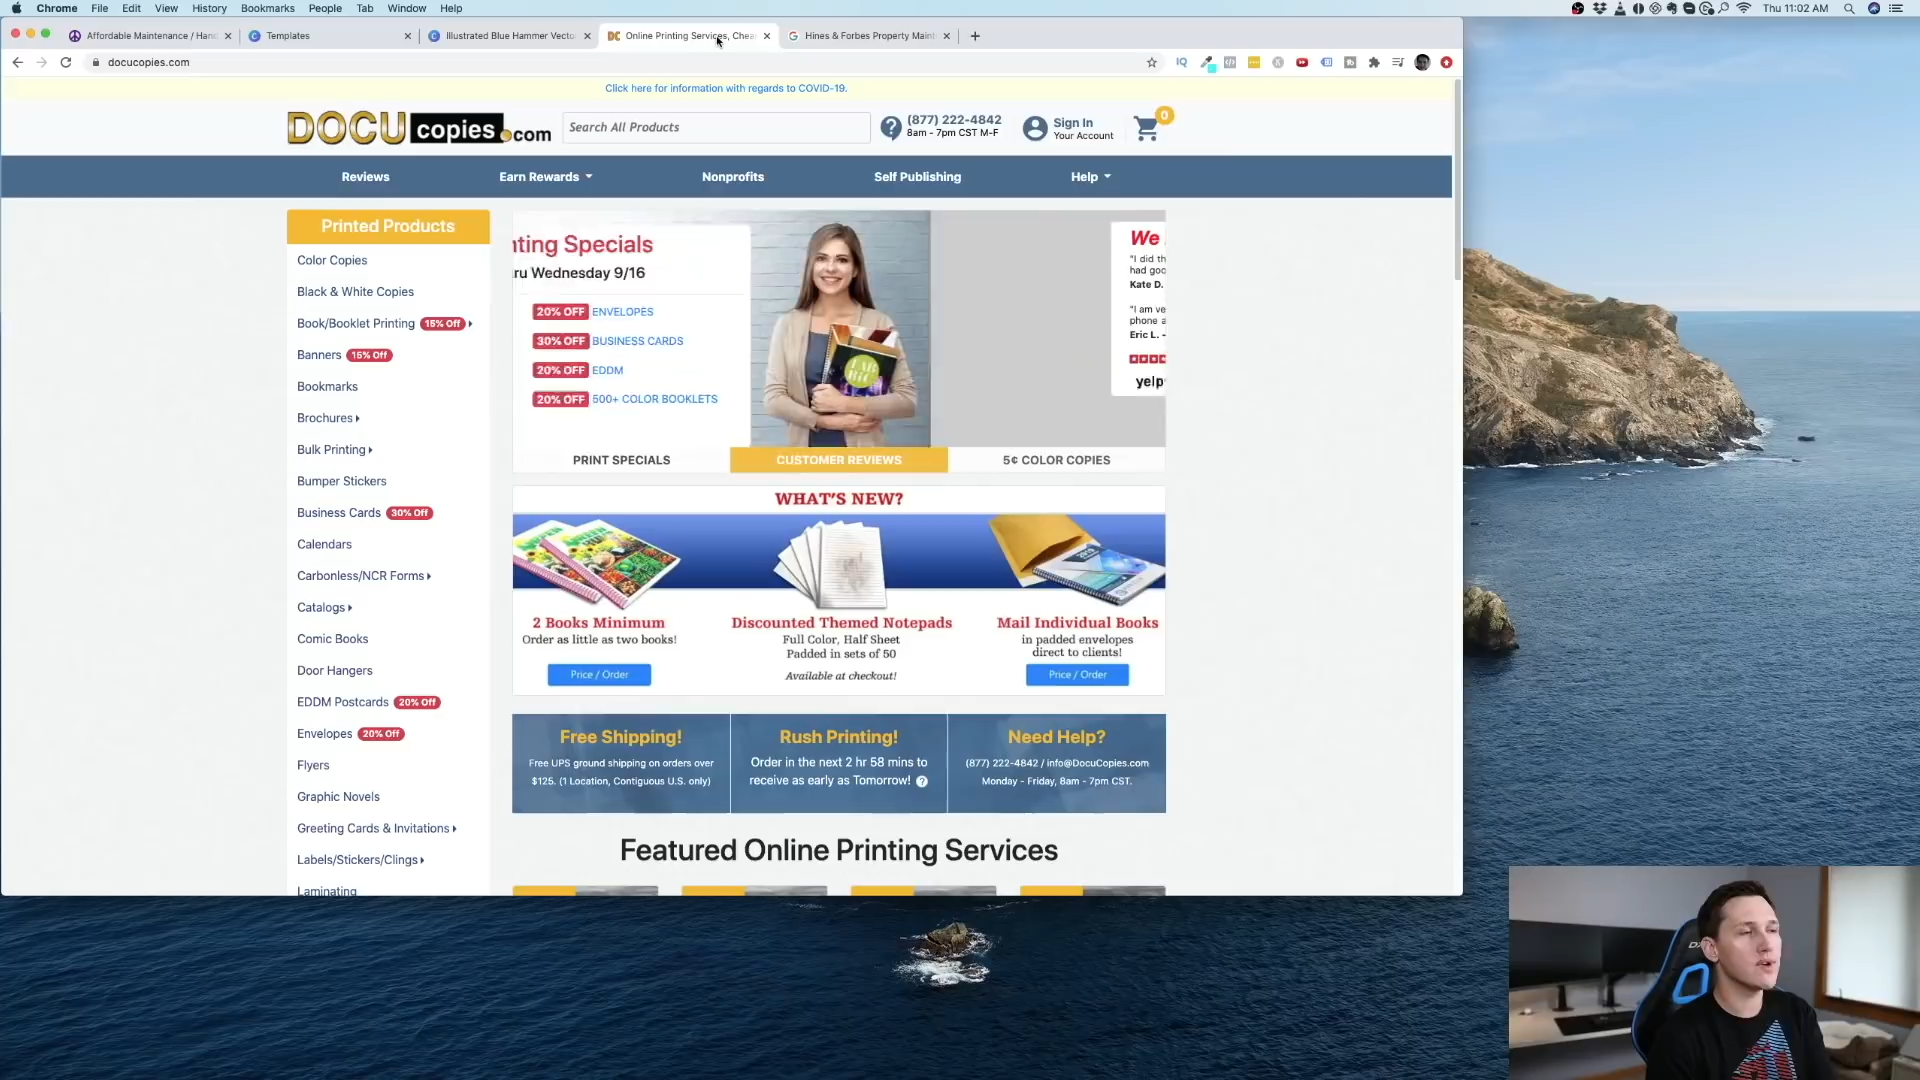 Chrome File Edit View History Bookmarks People Tab Window Help
Thu 11:02 AM
Affordable Maintenance / Han
Templates
Illustrated Blue Hammer Vecto
Online Printing Services, Chea
Hines & Forbes Property Maint
docucopies.com
Click here for information with regards to COVID-19.
DOCU copies.com
Search All Products
(877) 222-4842
8am - 7pm CST M-F
Sign In
Your Account
0
Reviews
Earn Rewards
Nonprofits
Self Publishing
Help
Printed Products
Color Copies
Black & White Copies
Book/Booklet Printing 15% Off
Banners 15% Off
Bookmarks
Brochures
Bulk Printing
Bumper Stickers
Business Cards 30% Off
Calendars
Carbonless/NCR Forms
Catalogs
Comic Books
Door Hangers
EDDM Postcards 20% Off
Envelopes 20% Off
Flyers
Graphic Novels
Greeting Cards & Invitations
Labels/Stickers/Clings
Laminating
nting Specials
ru Wednesday 9/16
20% OFF ENVELOPES
30% OFF BUSINESS CARDS
20% OFF EDDM
20% OFF 500+ COLOR BOOKLETS
We
"I did th
had goo
Kate D.
"I am ve
phone a
Eric L. -
yelp
PRINT SPECIALS
CUSTOMER REVIEWS
5¢ COLOR COPIES
WHAT'S NEW?
2 Books Minimum
Order as little as two books!
Price / Order
Discounted Themed Notepads
Full Color, Half Sheet
Padded in sets of 50
Available at checkout!
Mail Individual Books
in padded envelopes
direct to clients!
Price / Order
Free Shipping!
Free UPS ground shipping on orders over
$125. (1 Location, Contiguous U.S. only)
Rush Printing!
Order in the next 2 hr 58 mins to
receive as early as Tomorrow!
Need Help?
(877) 222-4842 / info@DocuCopies.com
Monday - Friday, 8am - 7pm CST.
Featured Online Printing Services